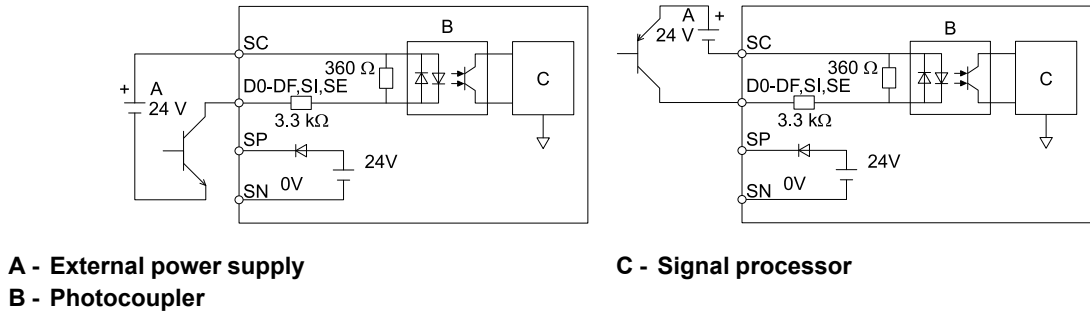 SC
A
+
24 V
360 Ω
D0-DF,SI,SE
3.3 kΩ
SP
24V
0V
SN
B
C
A
+
24 V
SC
360 Ω
D0-DF,SI,SE
3.3 kΩ
SP
24V
0V
SN
B
C
A - External power supply
B - Photocoupler
C - Signal processor